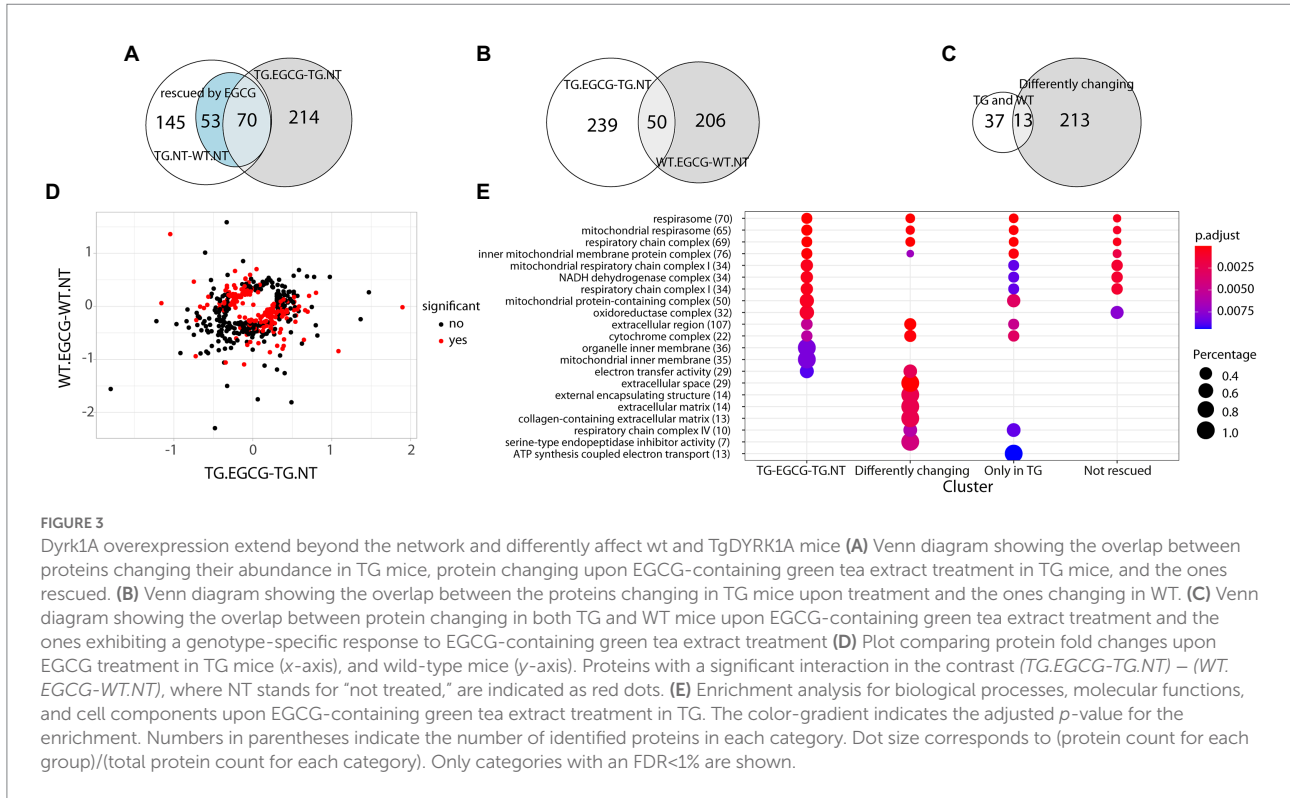 A
TG.EGCG-TG.NT
rescued by EGCG
145
53
70
214
TG.NT-WT.NT
B
TG.EGCG-TG.NT
239
50
206
WT.EGCG-WT.NT
C
Differently changing
TG and WT
37
13
213
D
WT.EGCG-WT.NT
1
0
-1
-2
-1
0
1
2
TG.EGCG-TG.NT
significant
no
yes
E
respirasome (70)
mitochondrial respirasome (65)
respiratory chain complex (69)
inner mitochondrial membrane protein complex (76)
mitochondrial respiratory chain complex I (34)
NADH dehydrogenase complex (34)
respiratory chain complex I (34)
mitochondrial protein-containing complex (50)
oxidoreductase complex (32)
extracellular region (107)
cytochrome complex (22)
organelle inner membrane (36)
mitochondrial inner membrane (35)
electron transfer activity (29)
extracellular space (29)
external encapsulating structure (14)
extracellular matrix (14)
collagen-containing extracellular matrix (13)
respiratory chain complex IV (10)
serine-type endopeptidase inhibitor activity (7)
ATP synthesis coupled electron transport (13)
TG-EGCG-TG.NT
Differently changing
Only in TG
Not rescued
Cluster
p.adjust
0.0025
0.0050
0.0075
Percentage
0.4
0.6
0.8
1.0
FIGURE 3
Dyrk1A overexpression extend beyond the network and differently affect wt and TgDYRK1A mice (A) Venn diagram showing the overlap between
proteins changing their abundance in TG mice, protein changing upon EGCG-containing green tea extract treatment in TG mice, and the ones
rescued. (B) Venn diagram showing the overlap between the proteins changing in TG mice upon treatment and the ones changing in WT. (C) Venn
diagram showing the overlap between protein changing in both TG and WT mice upon EGCG-containing green tea extract treatment and the
ones exhibiting a genotype-specific response to EGCG-containing green tea extract treatment (D) Plot comparing protein fold changes upon
EGCG treatment in TG mice (x-axis), and wild-type mice (y-axis). Proteins with a significant interaction in the contrast (TG.EGCG-TG.NT) – (WT.
EGCG-WT.NT), where NT stands for “not treated,” are indicated as red dots. (E) Enrichment analysis for biological processes, molecular functions,
and cell components upon EGCG-containing green tea extract treatment in TG. The color-gradient indicates the adjusted p-value for the
enrichment. Numbers in parentheses indicate the number of identified proteins in each category. Dot size corresponds to (protein count for each
group)/(total protein count for each category). Only categories with an FDR<1% are shown.